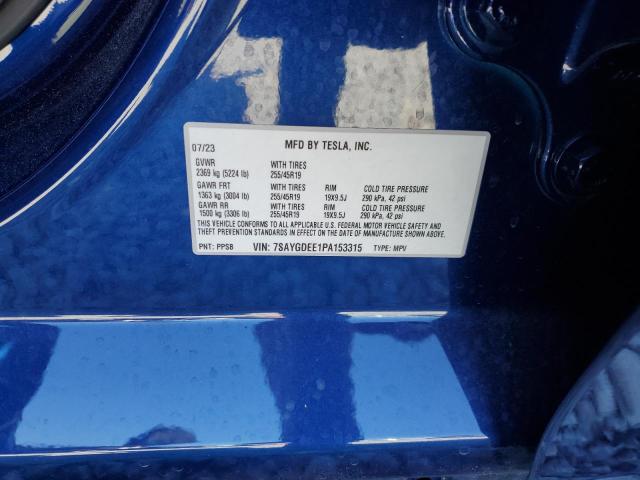 07/23 MFD BY TESLA, INC.
GVWR WITH TIRES
2369 kg (5224 lb) 255/45R19
GAWR FRT WITH TIRES RIM COLD TIRE PRESSURE
1363 kg (3004 lb) 255/45R19 19X9.5J 290 kPa, 42 psi
GAWR RR WITH TIRES RIM COLD TIRE PRESSURE
1500 kg (3306 lb) 255/45R19 19X9.5J 290 kPa, 42 psi
THIS VEHICLE CONFORMS TO ALL APPLICABLE U.S. FEDERAL MOTOR VEHICLE SAFETY AND
THEFT PREVENTION STANDARDS IN EFFECT ON THE DATE OF MANUFACTURE SHOWN ABOVE.
PNT: PPSB VIN: 7SAYGDEE1PA153315 TYPE: MPV